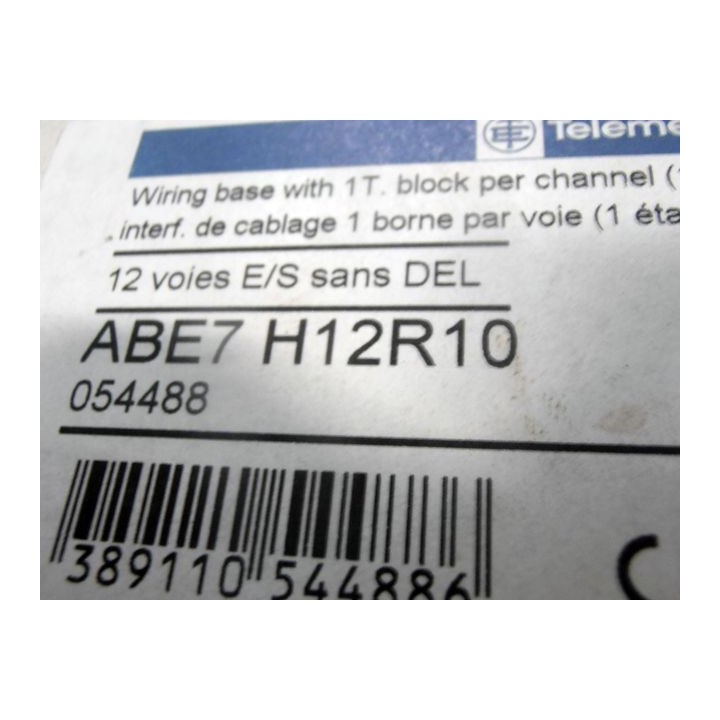 Teleme
Wiring base with 1T. block per channel (
interf. de cablage 1 borne par voie (1 éta
12 voies E/S sans DEL
ABE7 H12R10
054488
389110 544886